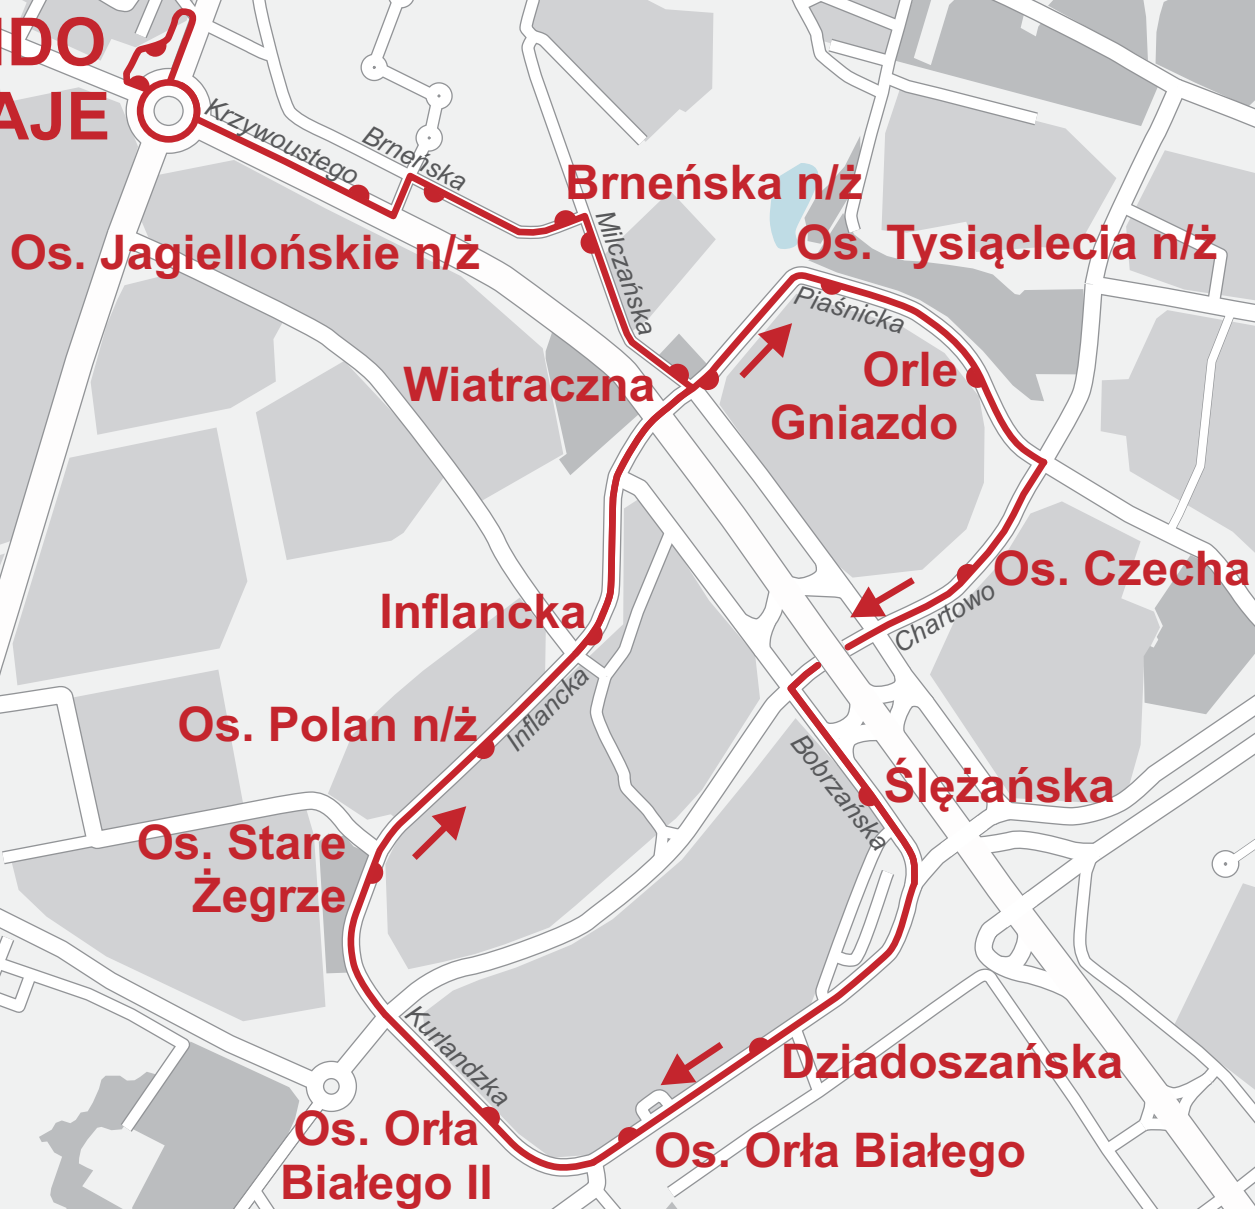 NDO
AJE
Krzywoustego
Brneńska
Brneńska n/ż
Milczańska
Os. Jagiellońskie n/ż
Os. Tysiąclecia n/ż
Piaśnicka
Wiatraczna
Orle
Gniazdo
Os. Czecha
Chartowo
Inflancka
Inflancka
Os. Polan n/ż
Bobrzańska
Ślężańska
Os. Stare
Żegrze
Kurlandzka
Dziadoszańska
Os. Orła
Białego II
Os. Orła Białego